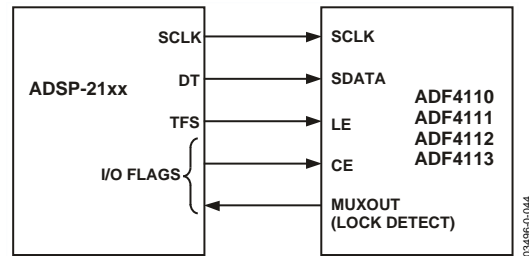 ADSP-21xx
SCLK
DT
TFS
I/O FLAGS
SCLK
SDATA
LE
CE
MUXOUT
(LOCK DETECT)
ADF4110
ADF4111
ADF4112
ADF4113
03496-0-044